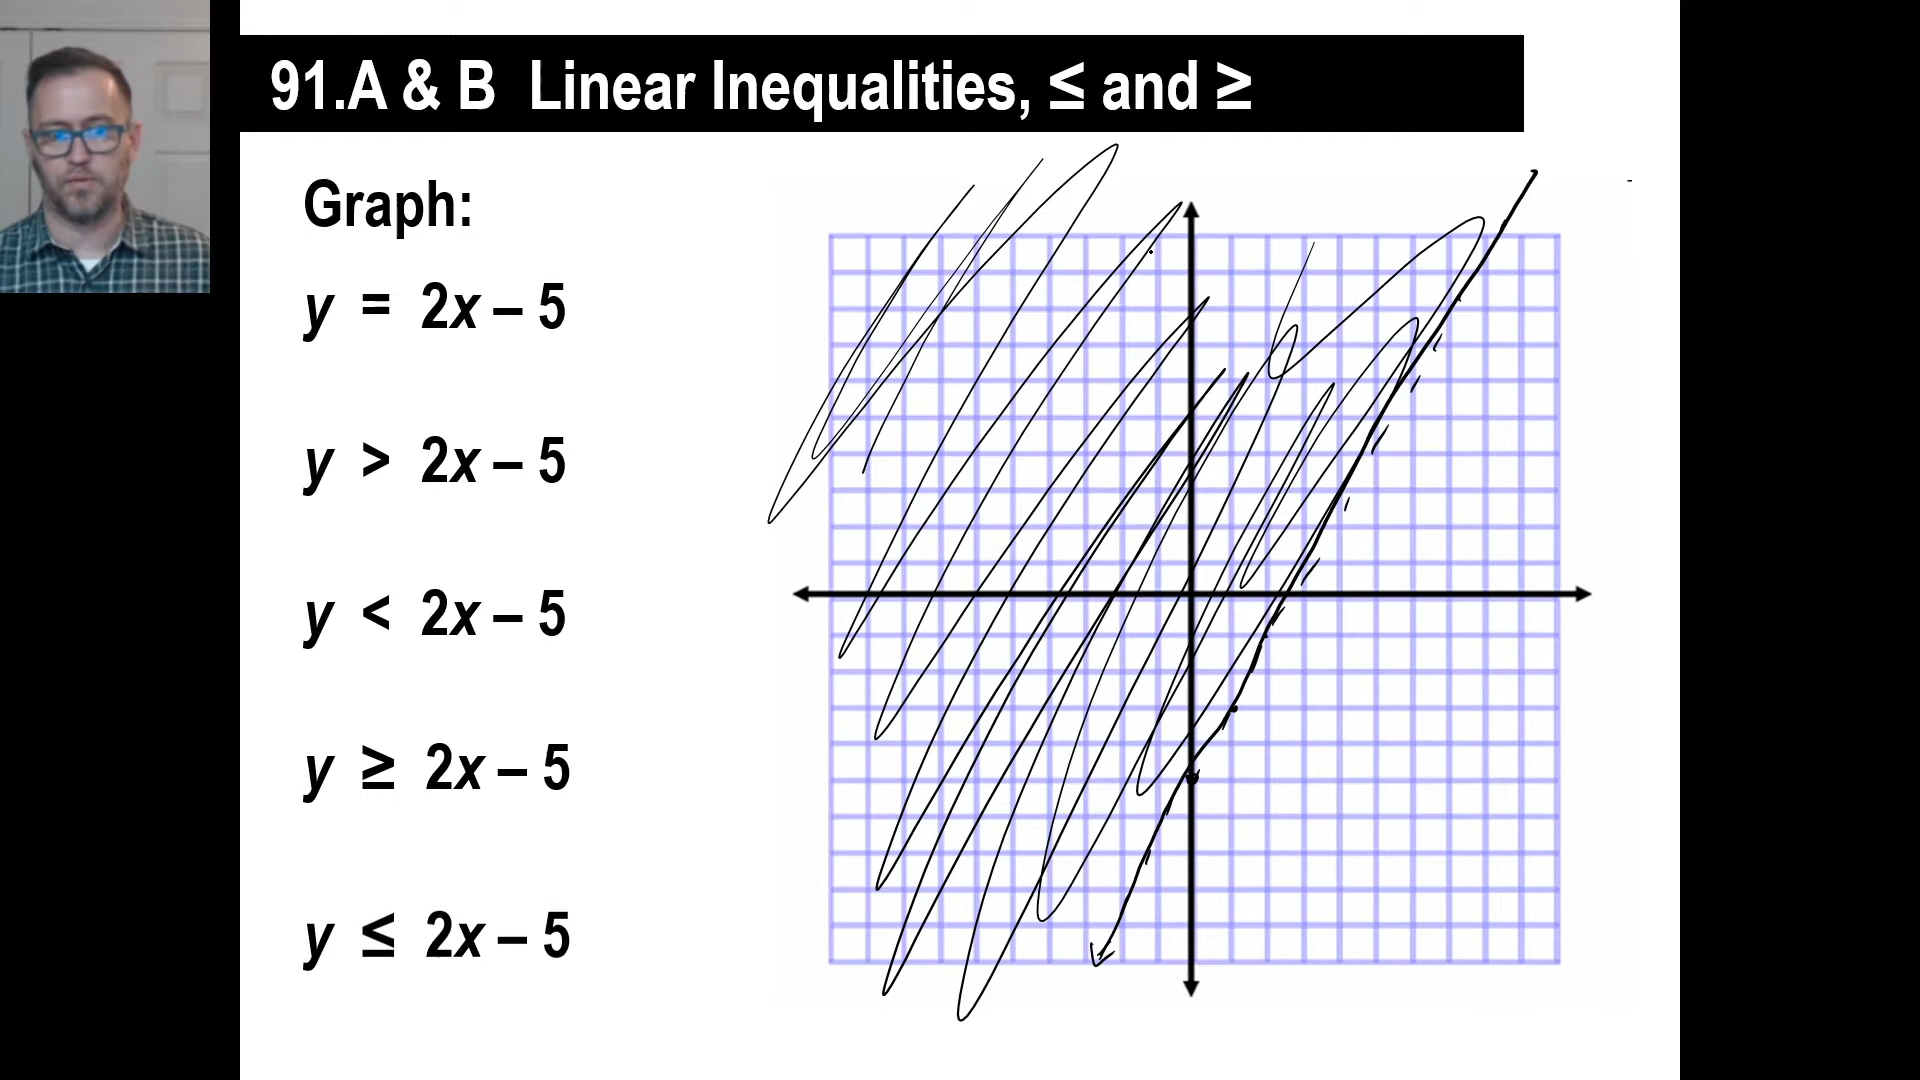 91.A & B Linear Inequalities, ≤ and ≥
Graph:
y = 2x – 5
y > 2x – 5
y < 2x – 5
y ≥ 2x – 5
y ≤ 2x – 5